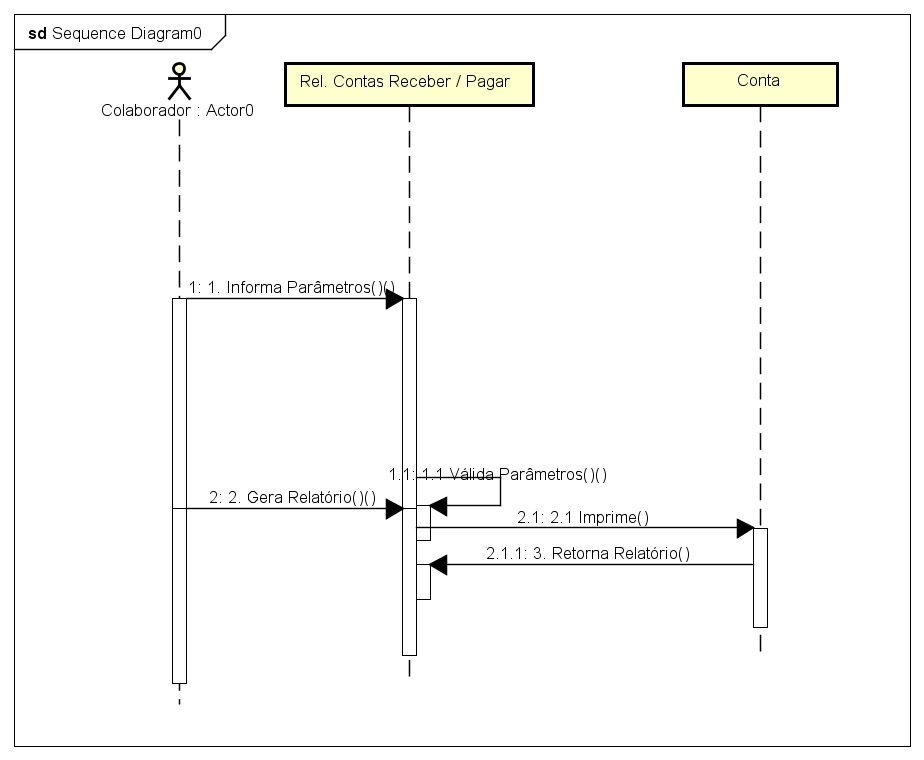 sd Sequence Diagram0
Colaborador : Actor0
Rel. Contas Receber / Pagar
Conta
1: 1. Informa Parâmetros()()
1.1: 1.1 Válida Parâmetros()()
2: 2. Gera Relatório()()
2.1: 2.1 Imprime()
2.1.1: 3. Retorna Relatório()